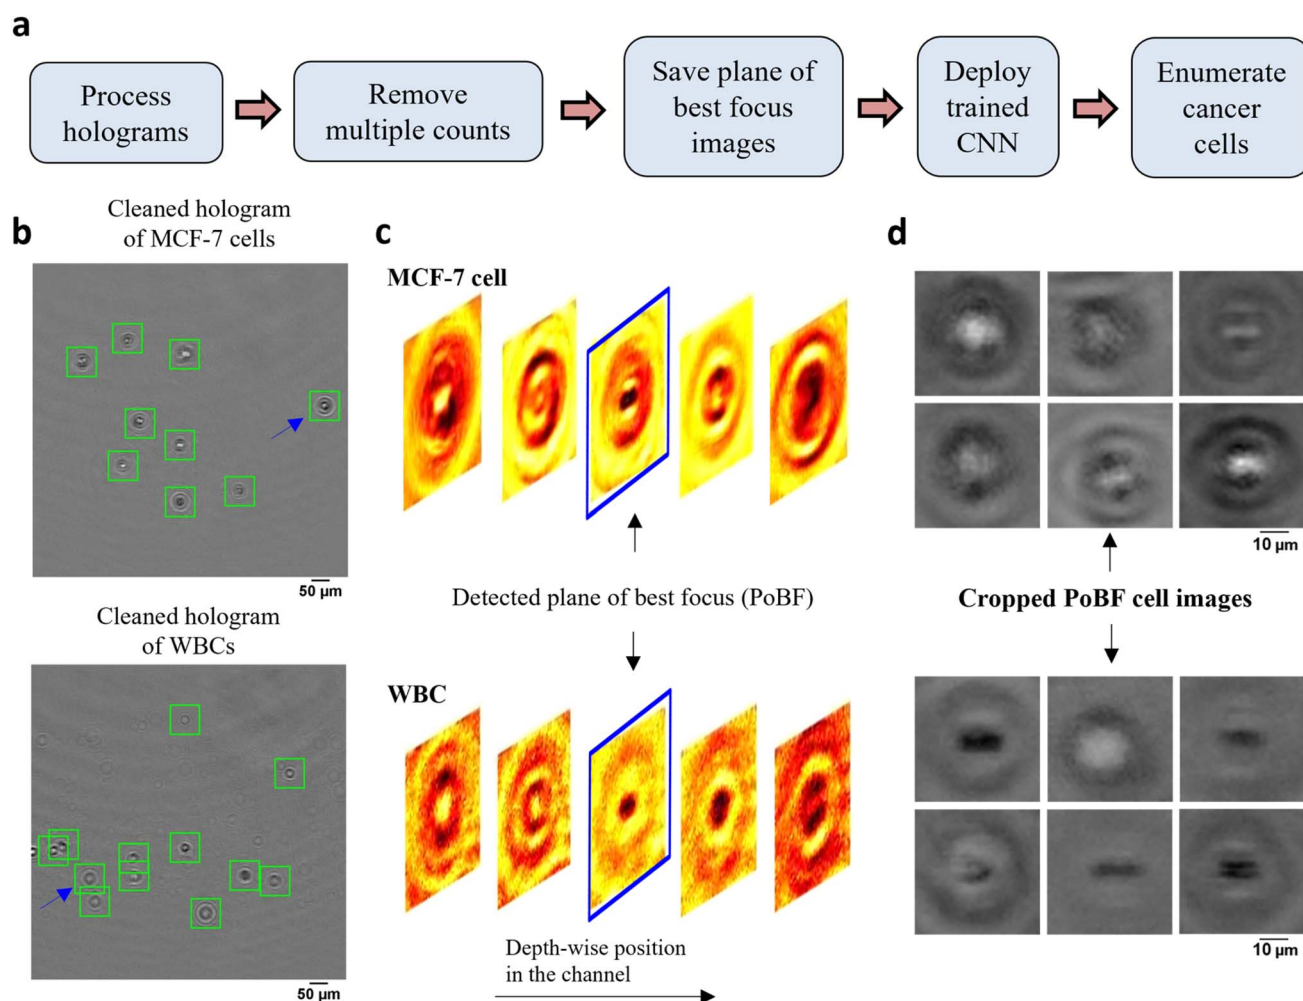 a
Process
holograms
Remove
multiple counts
Save plane of
best focus
images
Deploy
trained
CNN
Enumerate
cancer
cells
b
Cleaned hologram
of MCF-7 cells
50 µm
Cleaned hologram
of WBCs
50 µm
c
MCF-7 cell
Detected plane of best focus (PoBF)
WBC
Depth-wise position
in the channel
d
10 µm
Cropped PoBF cell images
10 µm